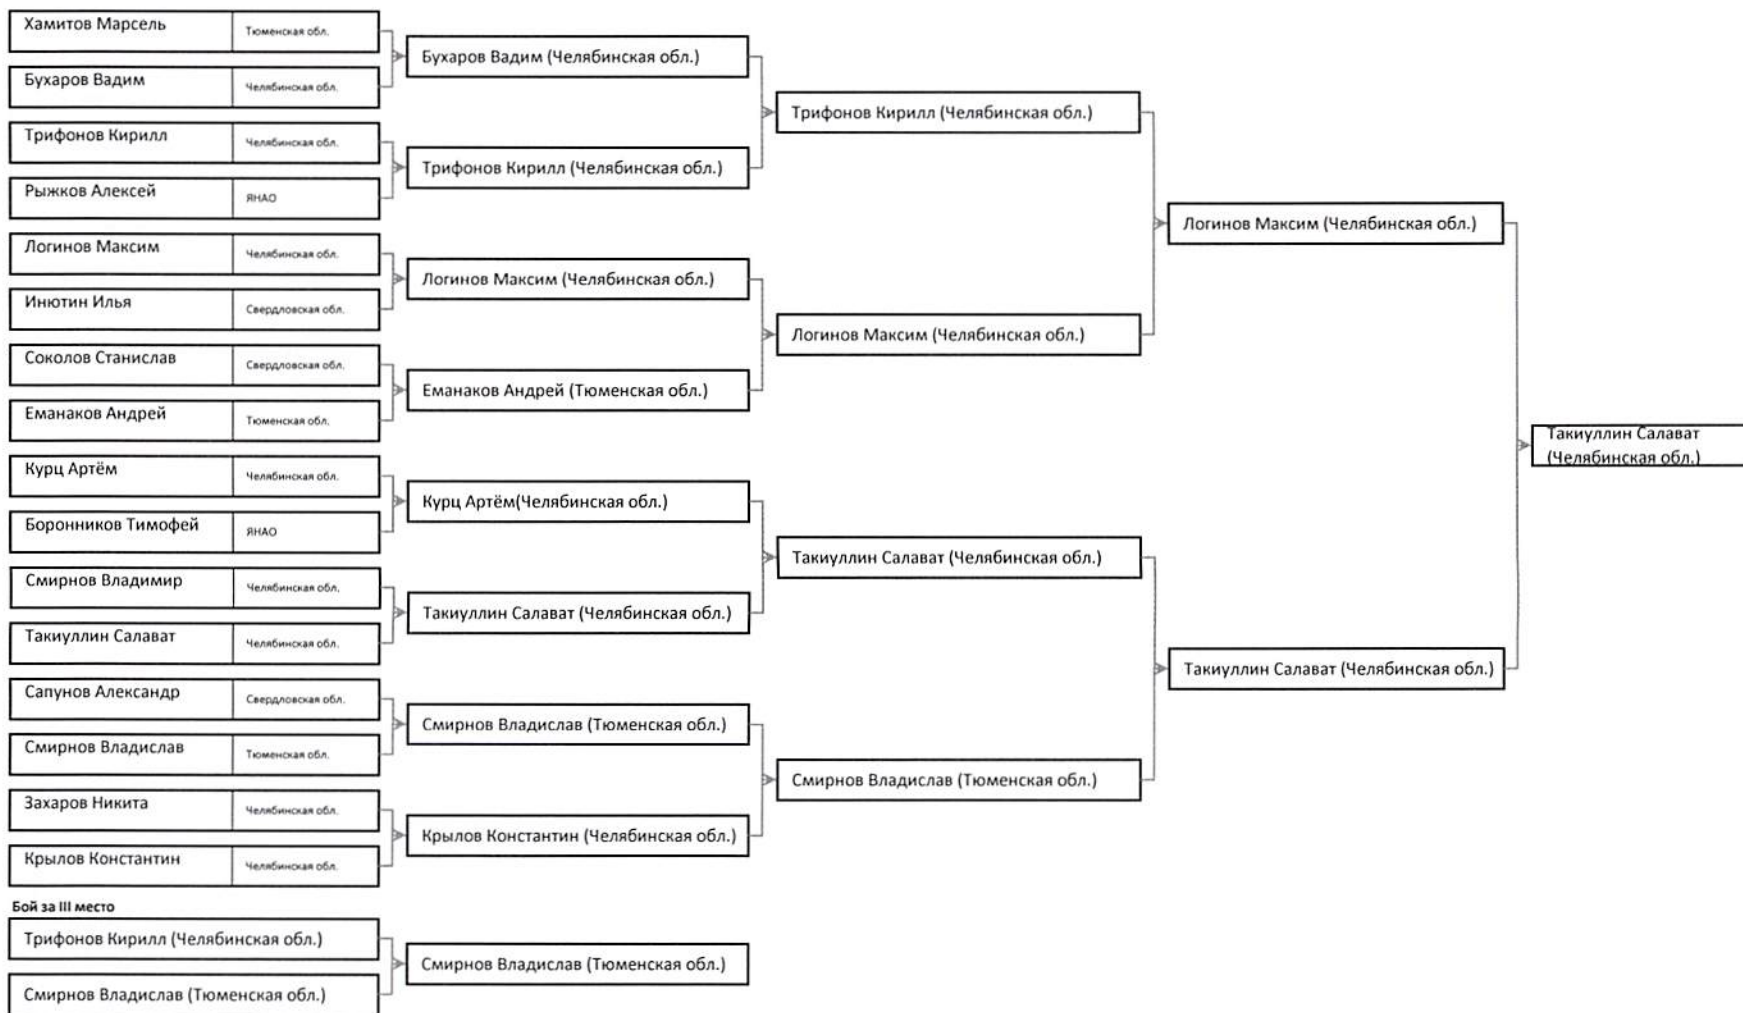 Хамитов Марсель Тюменская обл.
Бухаров Вадим Челябинская обл.
Трифонов Кирилл Челябинская обл.
Рыжков Алексей ЯНАО
Логинов Максим Челябинская обл.
Инютин Илья Свердловская обл.
Соколов Станислав Свердловская обл.
Еманаков Андрей Тюменская обл.
Курц Артём Челябинская обл.
Боронников Тимофей ЯНАО
Смирнов Владимир Челябинская обл.
Такиуллин Салават Челябинская обл.
Сапунов Александр Свердловская обл.
Смирнов Владислав Тюменская обл.
Захаров Никита Челябинская обл.
Крылов Константин Челябинская обл.
Бухаров Вадим (Челябинская обл.)
Трифонов Кирилл (Челябинская обл.)
Логинов Максим (Челябинская обл.)
Еманаков Андрей (Тюменская обл.)
Курц Артём(Челябинская обл.)
Такиуллин Салават (Челябинская обл.)
Смирнов Владислав (Тюменская обл.)
Крылов Константин (Челябинская обл.)
Трифонов Кирилл (Челябинская обл.)
Логинов Максим (Челябинская обл.)
Такиуллин Салават (Челябинская обл.)
Смирнов Владислав (Тюменская обл.)
Логинов Максим (Челябинская обл.)
Такиуллин Салават (Челябинская обл.)
Такиуллин Салават
(Челябинская обл.)
Бой за III место
Трифонов Кирилл (Челябинская обл.)
Смирнов Владислав (Тюменская обл.)
Смирнов Владислав (Тюменская обл.)